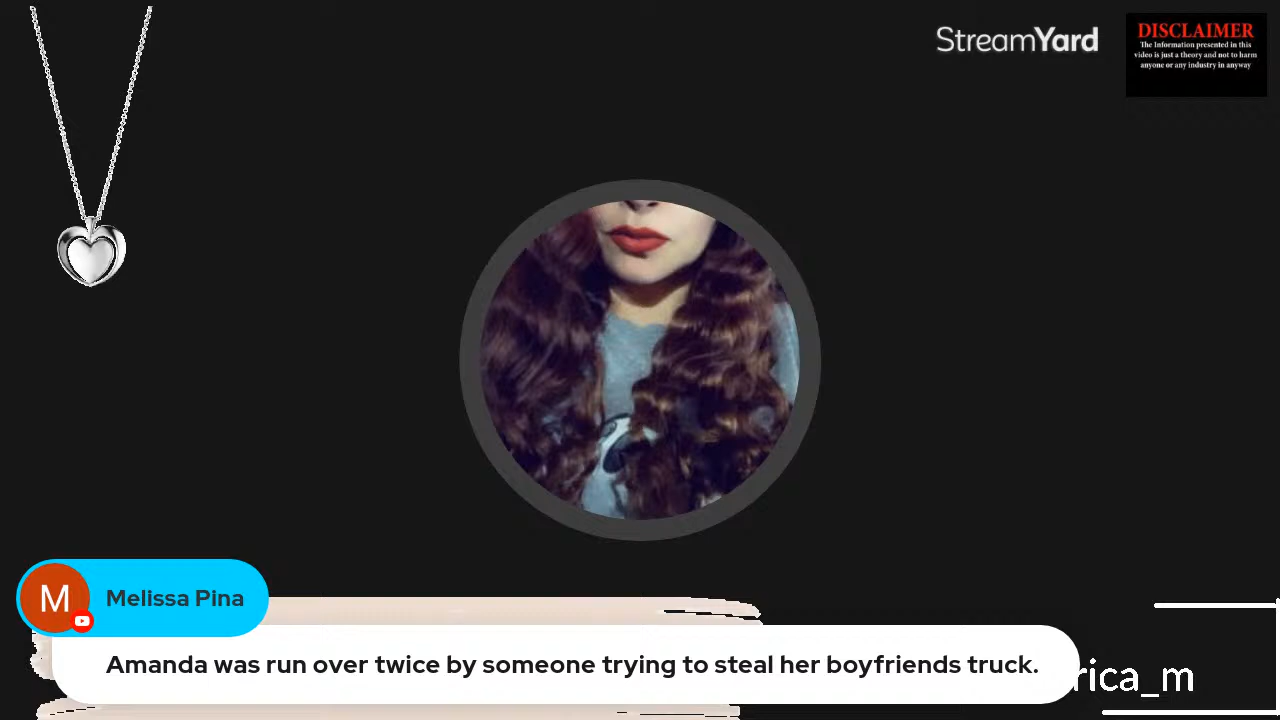 StreamYard
DISCLAIMER
The Information presented in this
video is just a theory and not to harm
anyone or any industry in anyway
M
Melissa Pina
Amanda was run over twice by someone trying to steal her boyfriends truck.
rica_m